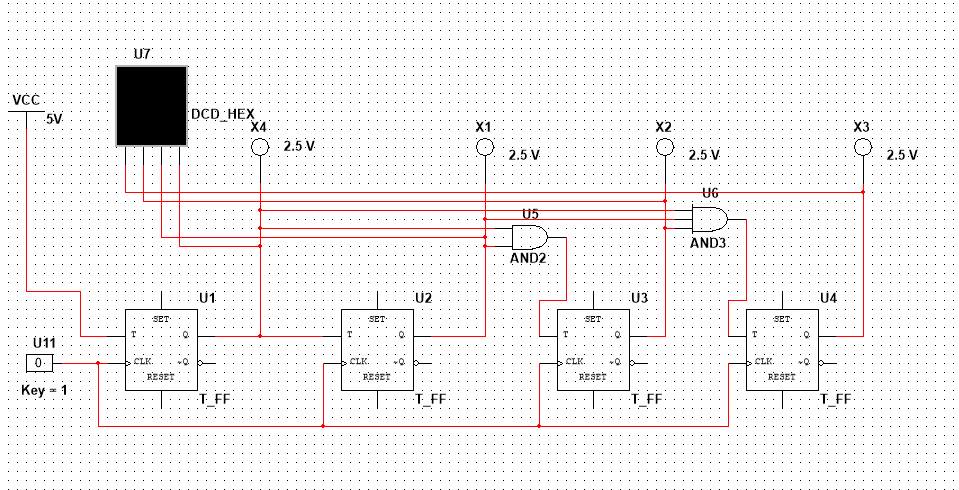 U7
VCC
5V
DCD_HEX
X4
2.5 V
X1
2.5 V
X2
2.5 V
X3
2.5 V
U6
AND3
U5
AND2
U1
SET
T Q
CLK ~Q
RESET
T_FF
U2
SET
T Q
CLK ~Q
RESET
T_FF
U3
SET
T Q
CLK ~Q
RESET
T_FF
U4
SET
T Q
CLK ~Q
RESET
T_FF
U11
0
Key = 1